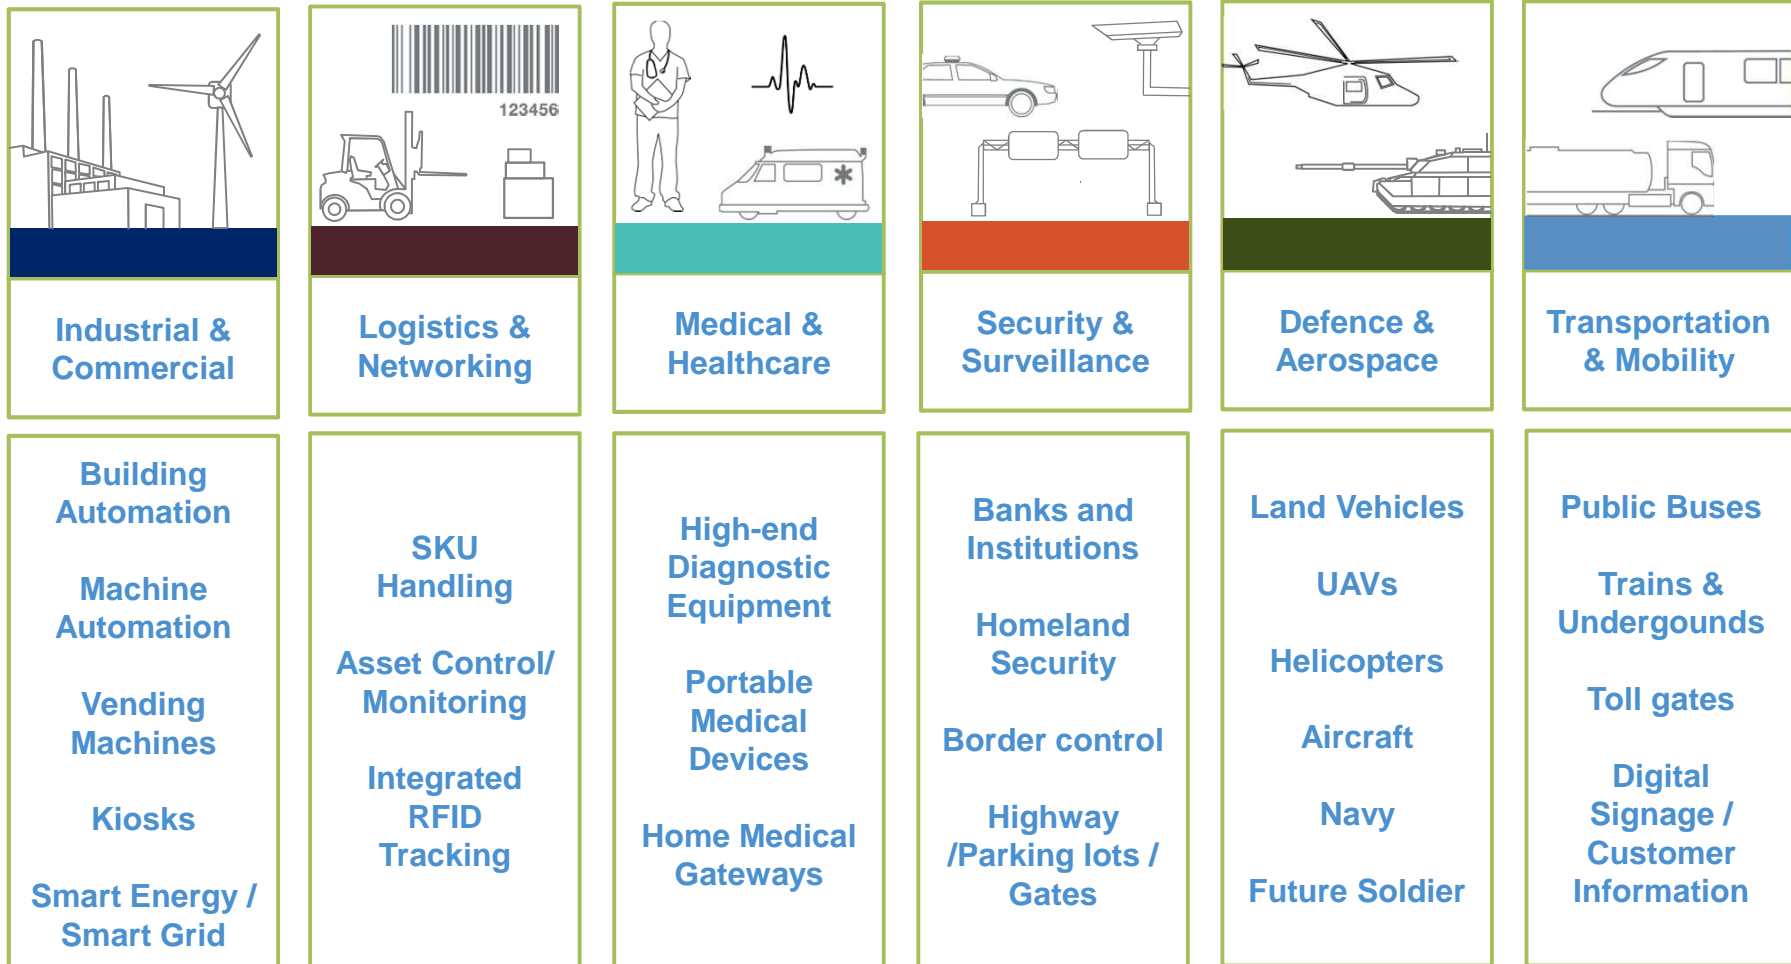 123456
Industrial &
Commercial
Logistics &
Networking
Medical &
Healthcare
Security &
Surveillance
Defence &
Aerospace
Transportation
& Mobility
Building
Automation
Machine
Automation
Vending
Machines
Kiosks
Smart Energy /
Smart Grid
SKU
Handling
Asset Control/
Monitoring
Integrated
RFID
Tracking
High-end
Diagnostic
Equipment
Portable
Medical
Devices
Home Medical
Gateways
Banks and
Institutions
Homeland
Security
Border control
Highway
/Parking lots /
Gates
Land Vehicles
UAVs
Helicopters
Aircraft
Navy
Future Soldier
Public Buses
Trains &
Undergounds
Toll gates
Digital
Signage /
Customer
Information